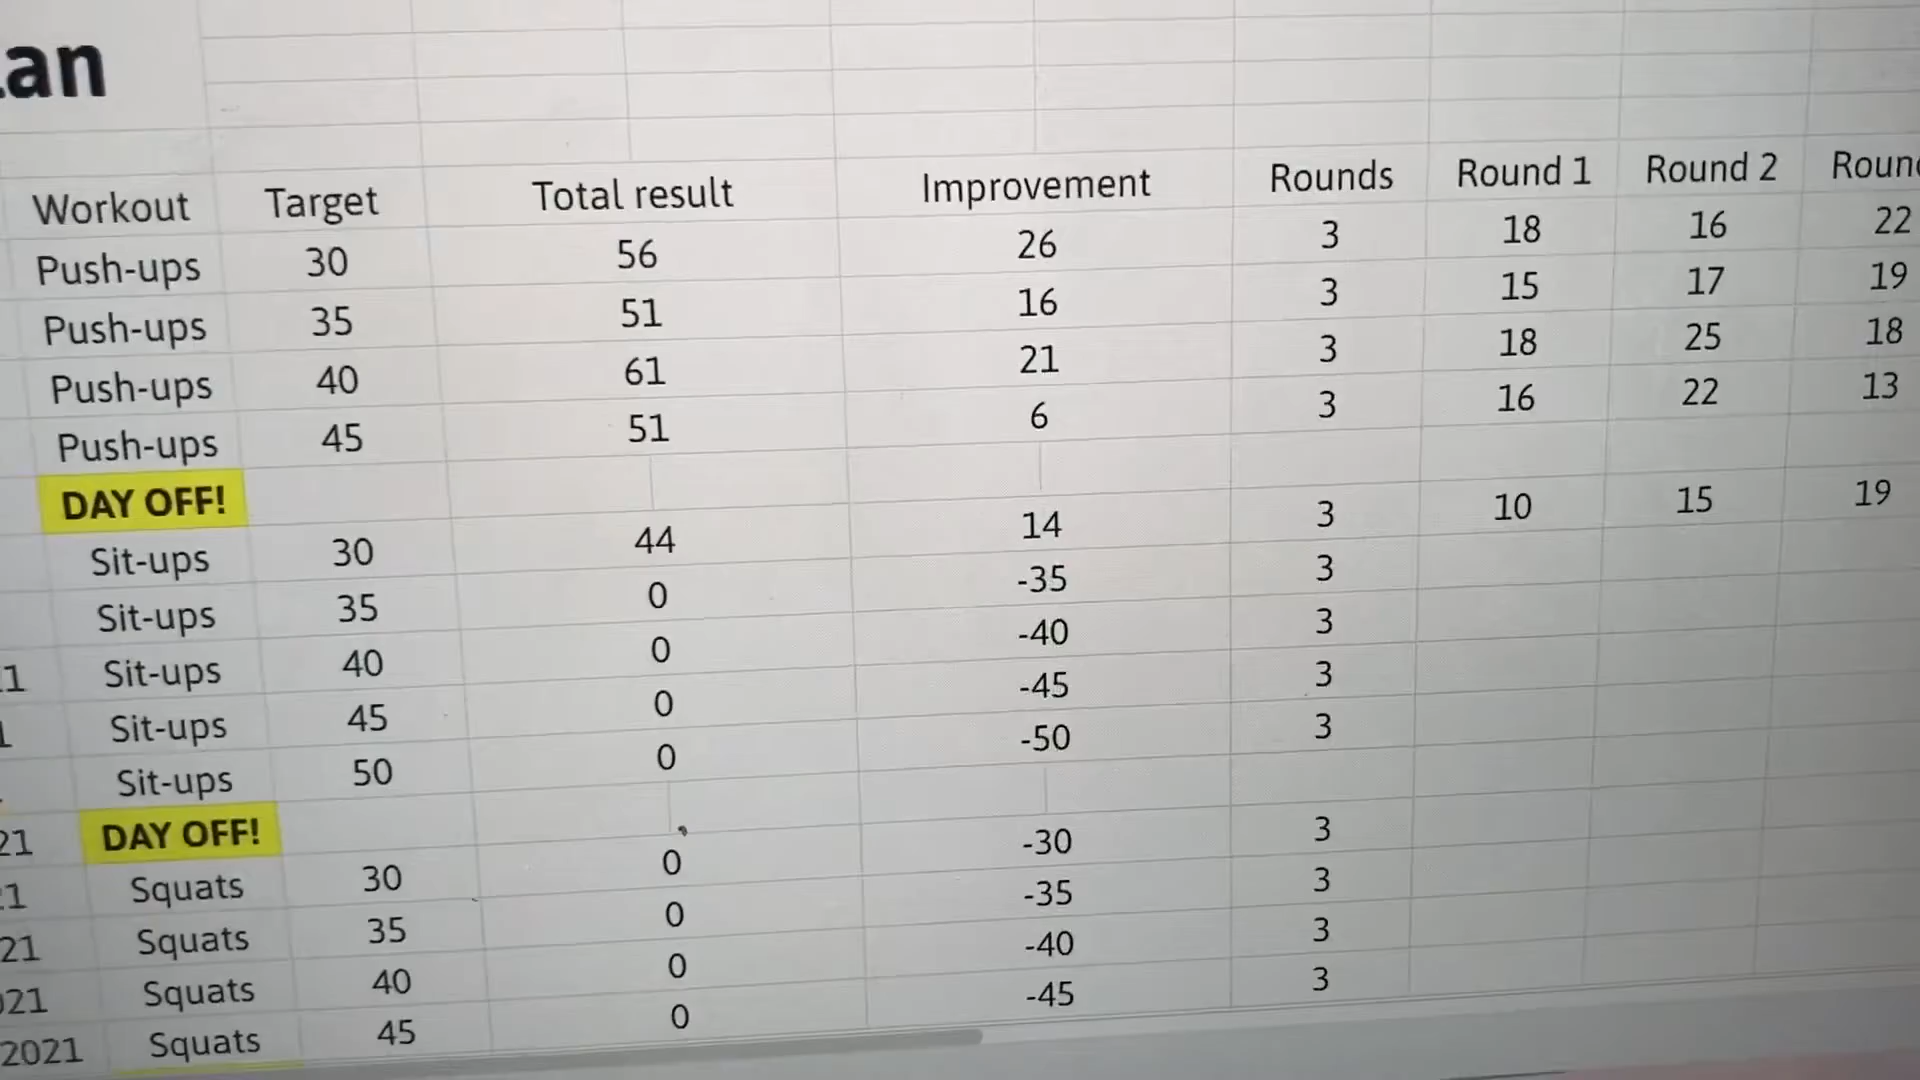 an
Workout Target Total result Improvement Rounds Round 1 Round 2 Roun
Push-ups 30 56 26 3 18 16 22
Push-ups 35 51 16 3 15 17 19
Push-ups 40 61 21 3 18 25 18
Push-ups 45 51 6 3 16 22 13
DAY OFF!
Sit-ups 30 44 14 3 10 15 19
Sit-ups 35 0 -35 3
1 Sit-ups 40 0 -40 3
1 Sit-ups 45 0 -45 3
Sit-ups 50 0 -50 3
21 DAY OFF!
1 Squats 30 0 -30 3
21 Squats 35 0 -35 3
021 Squats 40 0 -40 3
2021 Squats 45 0 -45 3